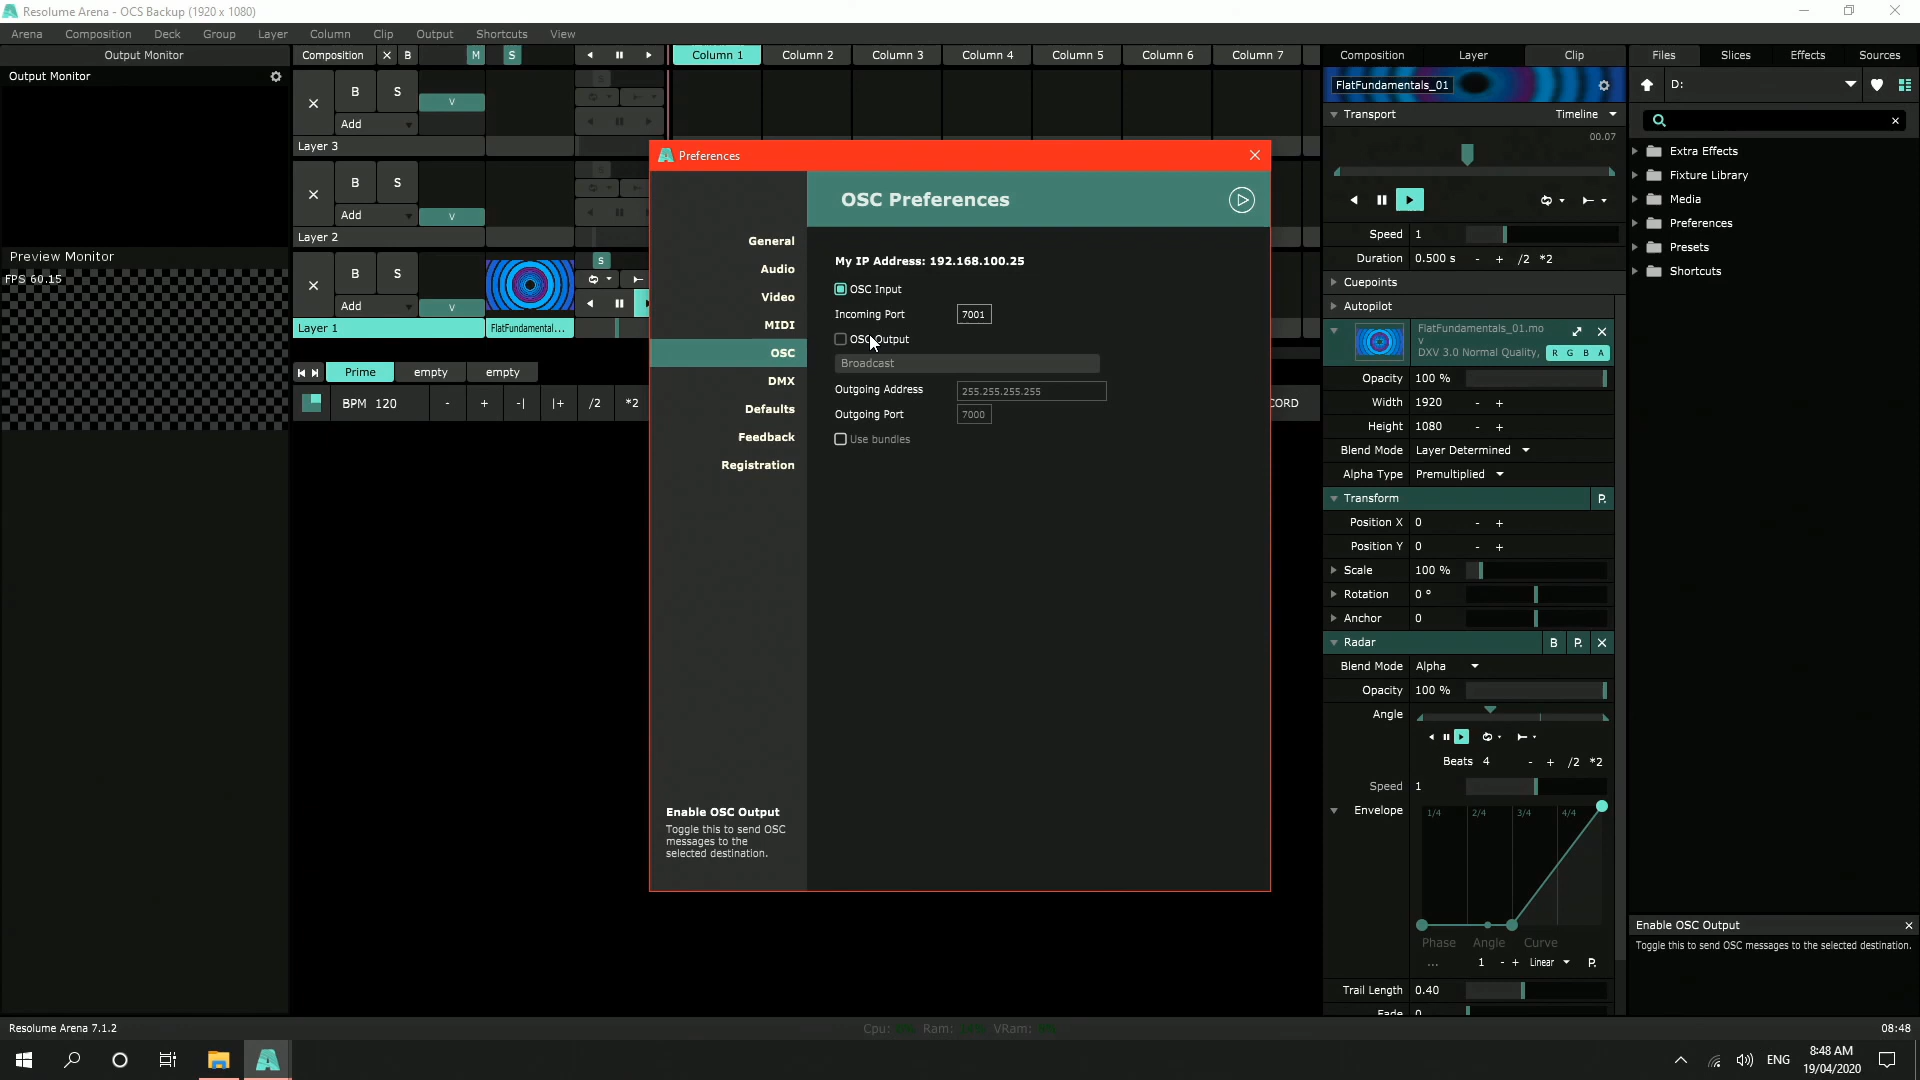 Resolume Arena - OCS Backup (1920 x 1080)
Arena Composition Deck Group Layer Column Clip Output Shortcuts View
Output Monitor
Composition X B M S
Column 1 Column 2 Column 3 Column 4 Column 5 Column 6 Column 7
Composition Layer Clip
Files Slices Effects Sources
Output Monitor
Preview Monitor
FPS 60.15
B S
Add
V
S
Layer 3
B S
Add
V
S
Layer 2
B S
Add
V
S
Layer 1
FlatFundamental...
Prime empty empty
BPM 120 - + -| |+ /2 *2
CORD
Preferences
General
Audio
Video
MIDI
OSC
DMX
Defaults
Feedback
Registration
Enable OSC Output
Toggle this to send OSC
messages to the
selected destination.
OSC Preferences
My IP Address: 192.168.100.25
OSC Input
Incoming Port 7001
OSC Output
Broadcast
Outgoing Address 255.255.255.255
Outgoing Port 7000
Use bundles
FlatFundamentals_01
Transport Timeline
00.07
Speed 1
Duration 0.500 s - + /2 *2
Cuepoints
Autopilot
FlatFundamentals_01.mo
v
DXV 3.0 Normal Quality,
R G B A
Opacity 100 %
Width 1920 - +
Height 1080 - +
Blend Mode Layer Determined
Alpha Type Premultiplied
Transform P.
Position X 0 - +
Position Y 0 - +
Scale 100 %
Rotation 0 °
Anchor 0
Radar B P. X
Blend Mode Alpha
Opacity 100 %
Angle
Beats 4 - + /2 *2
Speed 1
Envelope 1/4 2/4 3/4 4/4
Phase Angle Curve
... 1 - + Linear P.
Trail Length 0.40
Fade 0
D:
Extra Effects
Fixture Library
Media
Preferences
Presets
Shortcuts
Enable OSC Output
Toggle this to send OSC messages to the selected destination.
Resolume Arena 7.1.2
Cpu: Ram: VRam:
08:48
ENG
8:48 AM
19/04/2020